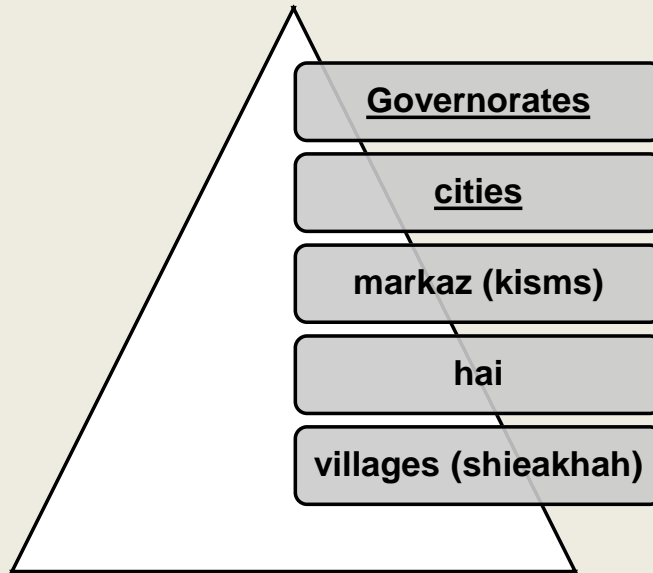 Governorates
cities
markaz (kisms)
hai
villages (shieakhah)